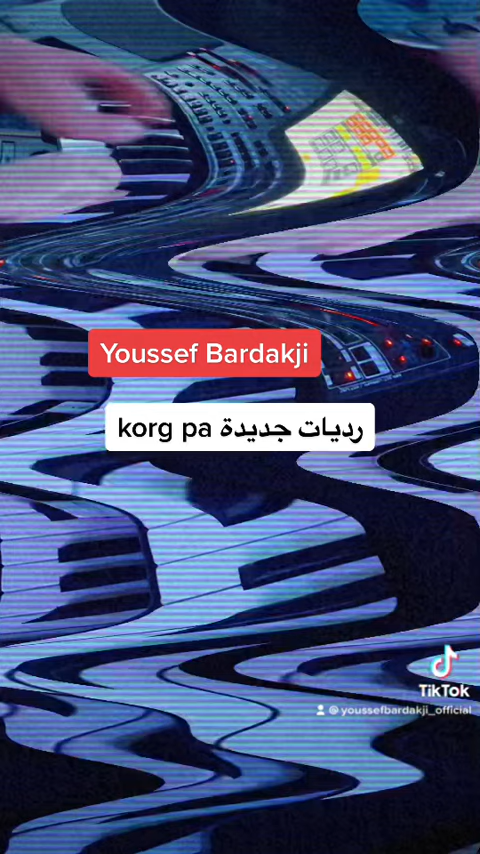 Youssef Bardakji
رديات جديدة korg pa
TikTok
@youssefbardakji_official